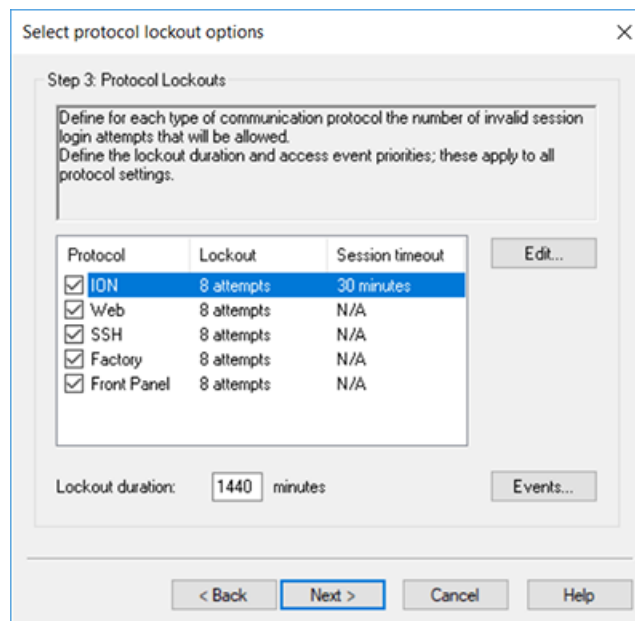 Select protocol lockout options
Step 3: Protocol Lockouts
Define for each type of communication protocol the number of invalid session
login attempts that will be allowed.
Define the lockout duration and access event priorities; these apply to all
protocol settings.
Protocol Lockout Session timeout
ION 8 attempts 30 minutes
Web 8 attempts N/A
SSH 8 attempts N/A
Factory 8 attempts N/A
Front Panel 8 attempts N/A
Edit...
Lockout duration: 1440 minutes
Events...
< Back Next > Cancel Help